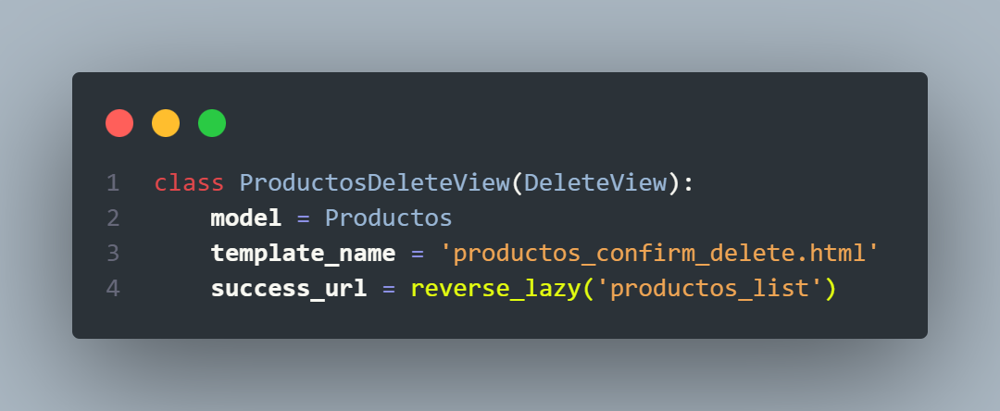 1 class ProductosDeleteView(DeleteView):
2     model = Productos
3     template_name = 'productos_confirm_delete.html'
4     success_url = reverse_lazy('productos_list')